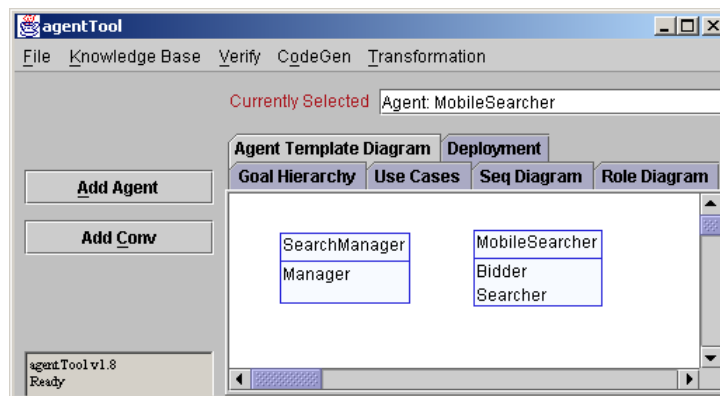 agentTool
File Knowledge Base Verify CodeGen Transformation
Currently Selected Agent: MobileSearcher
Agent Template Diagram Deployment
Goal Hierarchy Use Cases Seq Diagram Role Diagram
Add Agent
Add Conv
SearchManager
Manager
MobileSearcher
Bidder
Searcher
agentTool v1.8
Ready